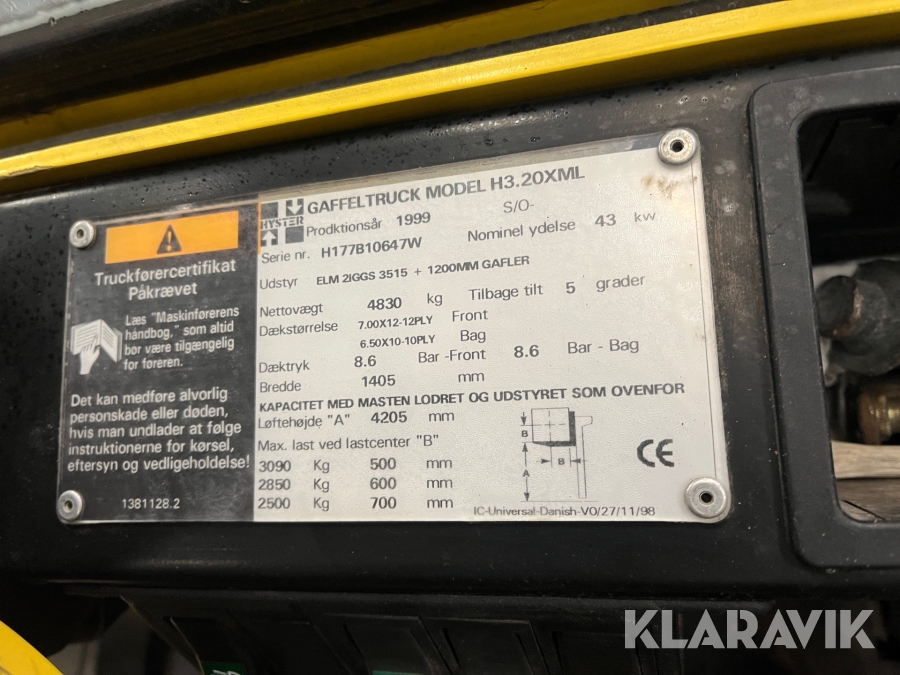 HYSTER
GAFFELTRUCK MODEL H3.20XML
Prodktionsår 1999 S/O-
Serie nr. H177B10647W Nominel ydelse 43 kw
Udstyr ELM 2IGGS 3515 + 1200MM GAFLER
Nettovægt 4830 kg Tilbage tilt 5 grader
Dækstørrelse 7.00X12-12PLY Front
6.50X10-10PLY Bag
Dæktryk 8.6 Bar -Front 8.6 Bar - Bag
Bredde 1405 mm
KAPACITET MED MASTEN LODRET OG UDSTYRET SOM OVENFOR
Løftehøjde "A" 4205 mm
Max. last ved lastcenter "B"
3090 Kg 500 mm
2850 Kg 600 mm
2500 Kg 700 mm
B
A
B
CE
IC-Universal-Danish-VO/27/11/98
Truckførercertifikat
Påkrævet
Læs "Maskinførerens
håndbog," som altid
bør være tilgængelig
for føreren.
Det kan medføre alvorlig
personskade eller døden,
hvis man undlader at følge
instruktionerne for kørsel,
eftersyn og vedligeholdelse!
1381128.2
KLARAVIK